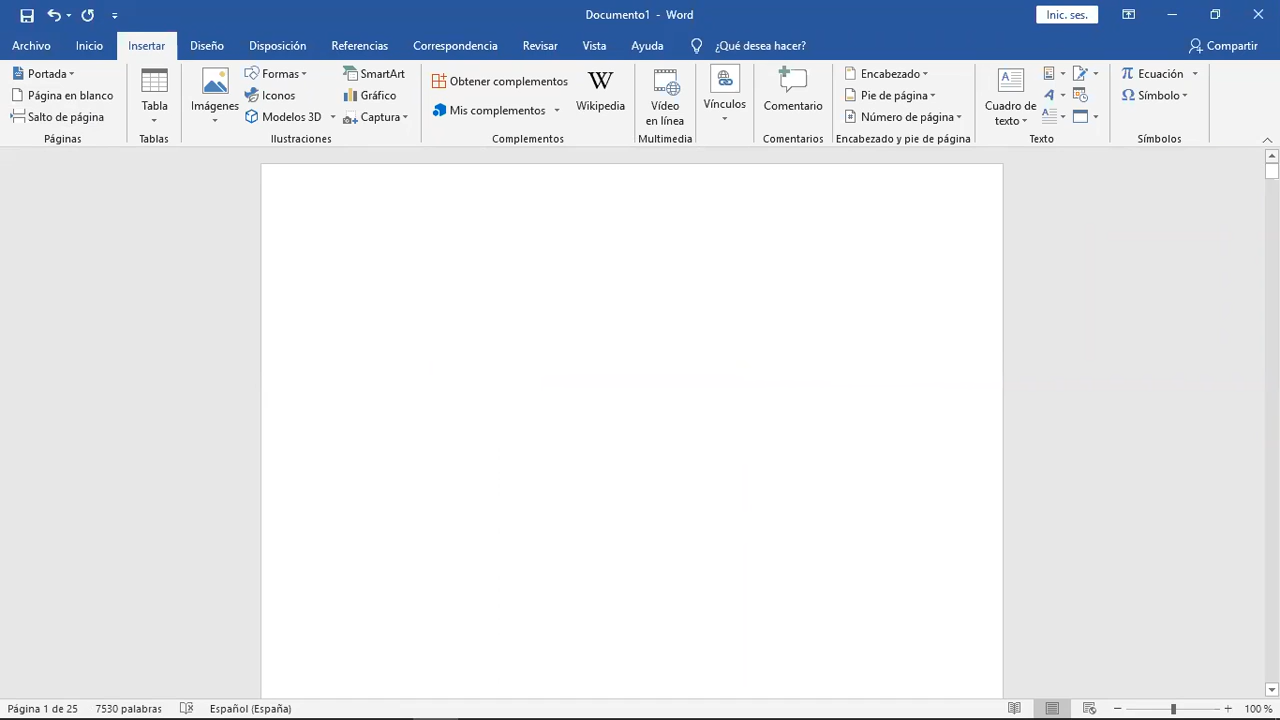 Documento1 - Word
Inic. ses.
Archivo Inicio Insertar Diseño Disposición Referencias Correspondencia Revisar Vista Ayuda ¿Qué desea hacer? Compartir
Portada
Página en blanco
Salto de página
Páginas
Tabla
Tablas
Imágenes
Formas
Iconos
Modelos 3D
SmartArt
Gráfico
Captura
Ilustraciones
Obtener complementos
Mis complementos
W
Wikipedia
Complementos
Vídeo
en línea
Multimedia
Vínculos
Comentario
Comentarios
Encabezado
Pie de página
Número de página
Encabezado y pie de página
Cuadro de
texto
Texto
π Ecuación
Ω Símbolo
Símbolos
Página 1 de 25 7530 palabras Español (España) 100 %